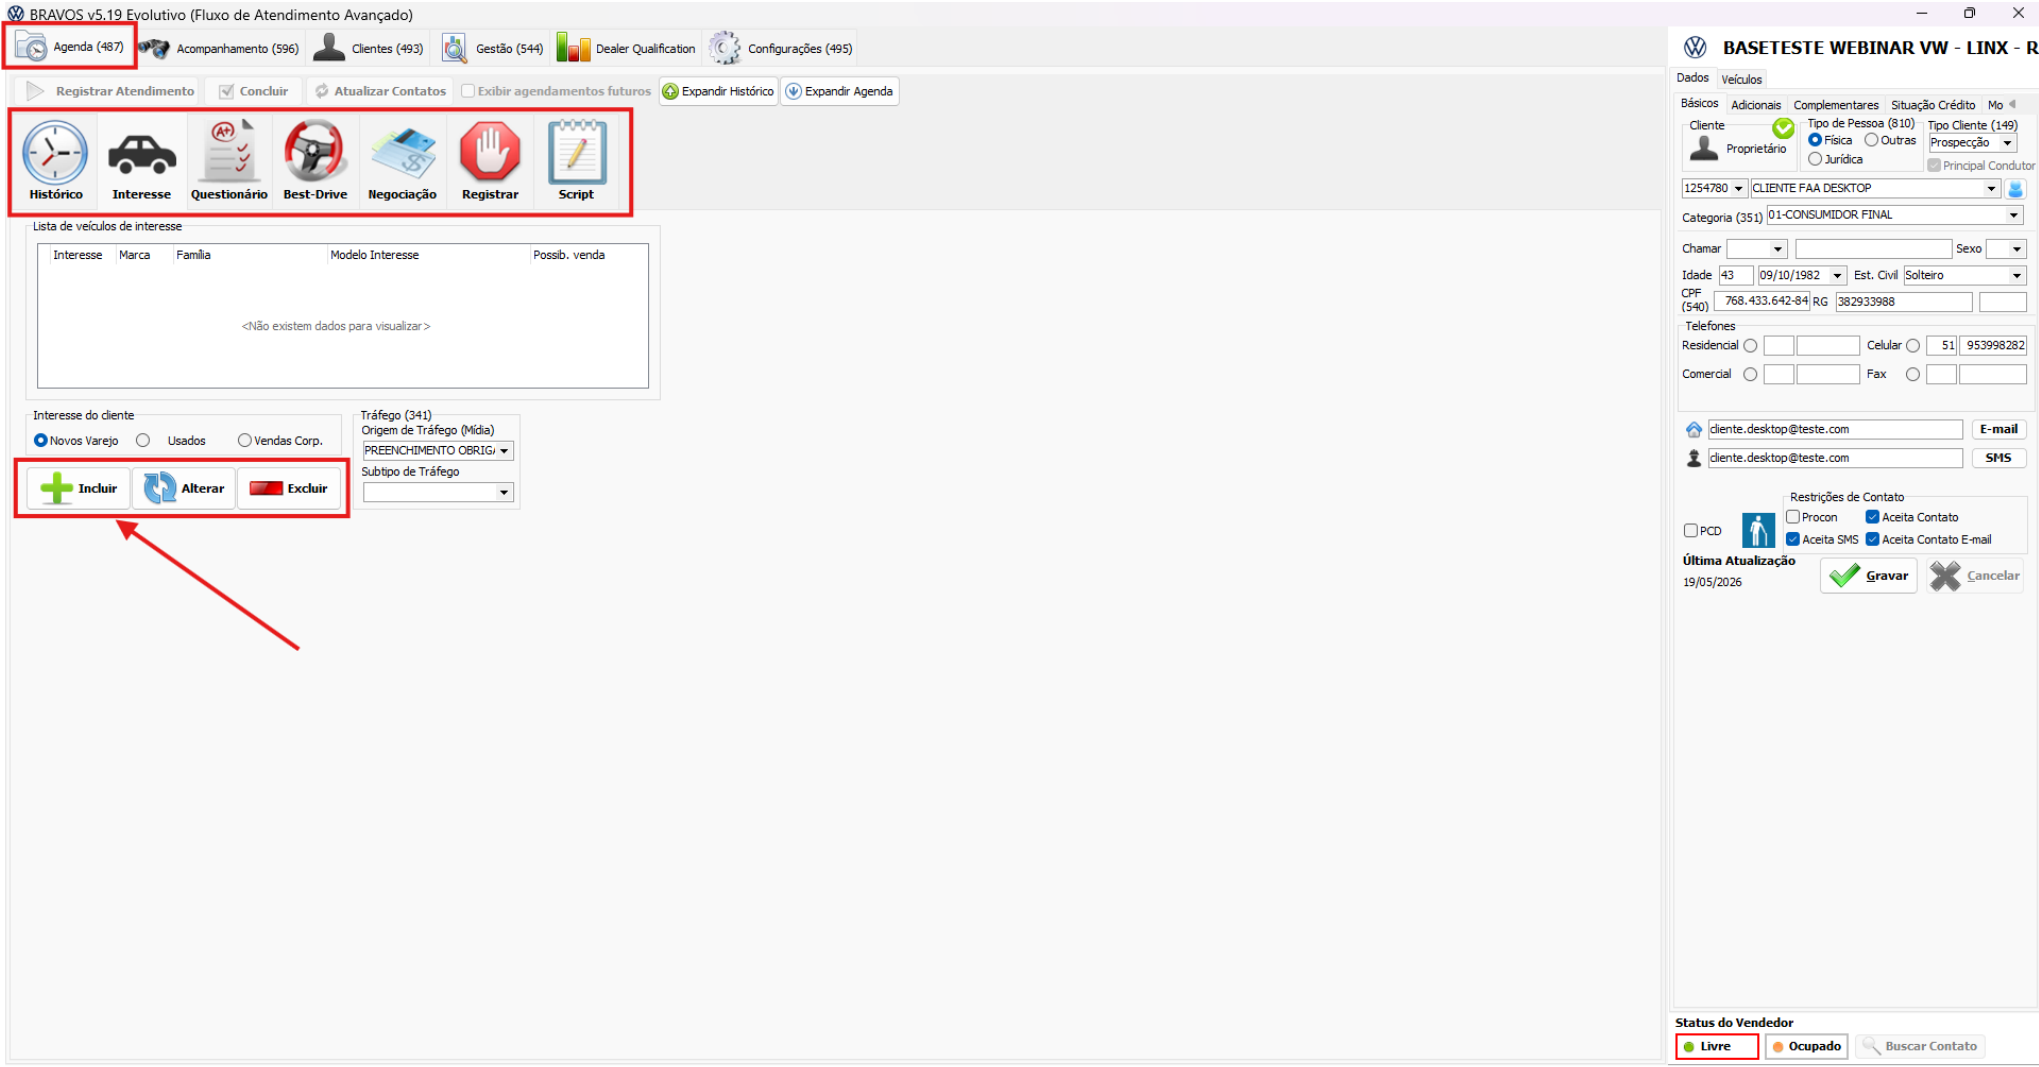 BRAVOS v5.19 Evolutivo (Fluxo de Atendimento Avançado)
Agenda (487)
Acompanhamento (596)
Clientes (493)
Gestão (544)
Dealer Qualification
Configurações (495)
Registrar Atendimento
Concluir
Atualizar Contatos
Exibir agendamentos futuros
Expandir Histórico
Expandir Agenda
Histórico
Interesse
Questionário
Best-Drive
Negociação
Registrar
Script
Lista de veículos de interesse
Interesse Marca Família Modelo Interesse Possib. venda
<Não existem dados para visualizar>
Interesse do cliente
Novos Varejo Usados Vendas Corp.
Tráfego (341)
Origem de Tráfego (Mídia)
PREENCHIMENTO OBRIG
Subtipo de Tráfego
Incluir
Alterar
Excluir
BASETESTE WEBINAR VW - LINX - R
Dados Veículos
Básicos Adicionais Complementares Situação Crédito Mo
Cliente
Proprietário
Tipo de Pessoa (810)
Física Outras
Jurídica
Tipo Cliente (149)
Prospecção
Principal Condutor
1254780 CLIENTE FAA DESKTOP
Categoria (351) 01-CONSUMIDOR FINAL
Chamar Sexo
Idade 43 09/10/1982 Est. Civil Solteiro
CPF
(540) 768.433.642-84 RG 382933988
Telefones
Residencial Celular 51 953998282
Comercial Fax
cliente.desktop@teste.com E-mail
cliente.desktop@teste.com SMS
Restrições de Contato
PCD
Procon Aceita Contato
Aceita SMS Aceita Contato E-mail
Última Atualização
19/05/2026
Gravar
Cancelar
Status do Vendedor
Livre
Ocupado
Buscar Contato